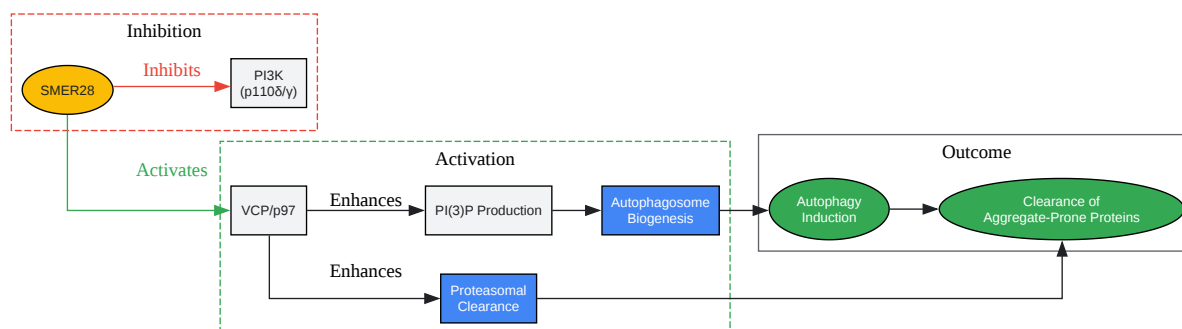 Inhibition
SMER28
Inhibits
PI3K
(p110δ/γ)
Activates
Activation
VCP/p97
Enhances
PI(3)P Production
Autophagosome
Biogenesis
Enhances
Proteasomal
Clearance
Outcome
Autophagy
Induction
Clearance of
Aggregate-Prone Proteins